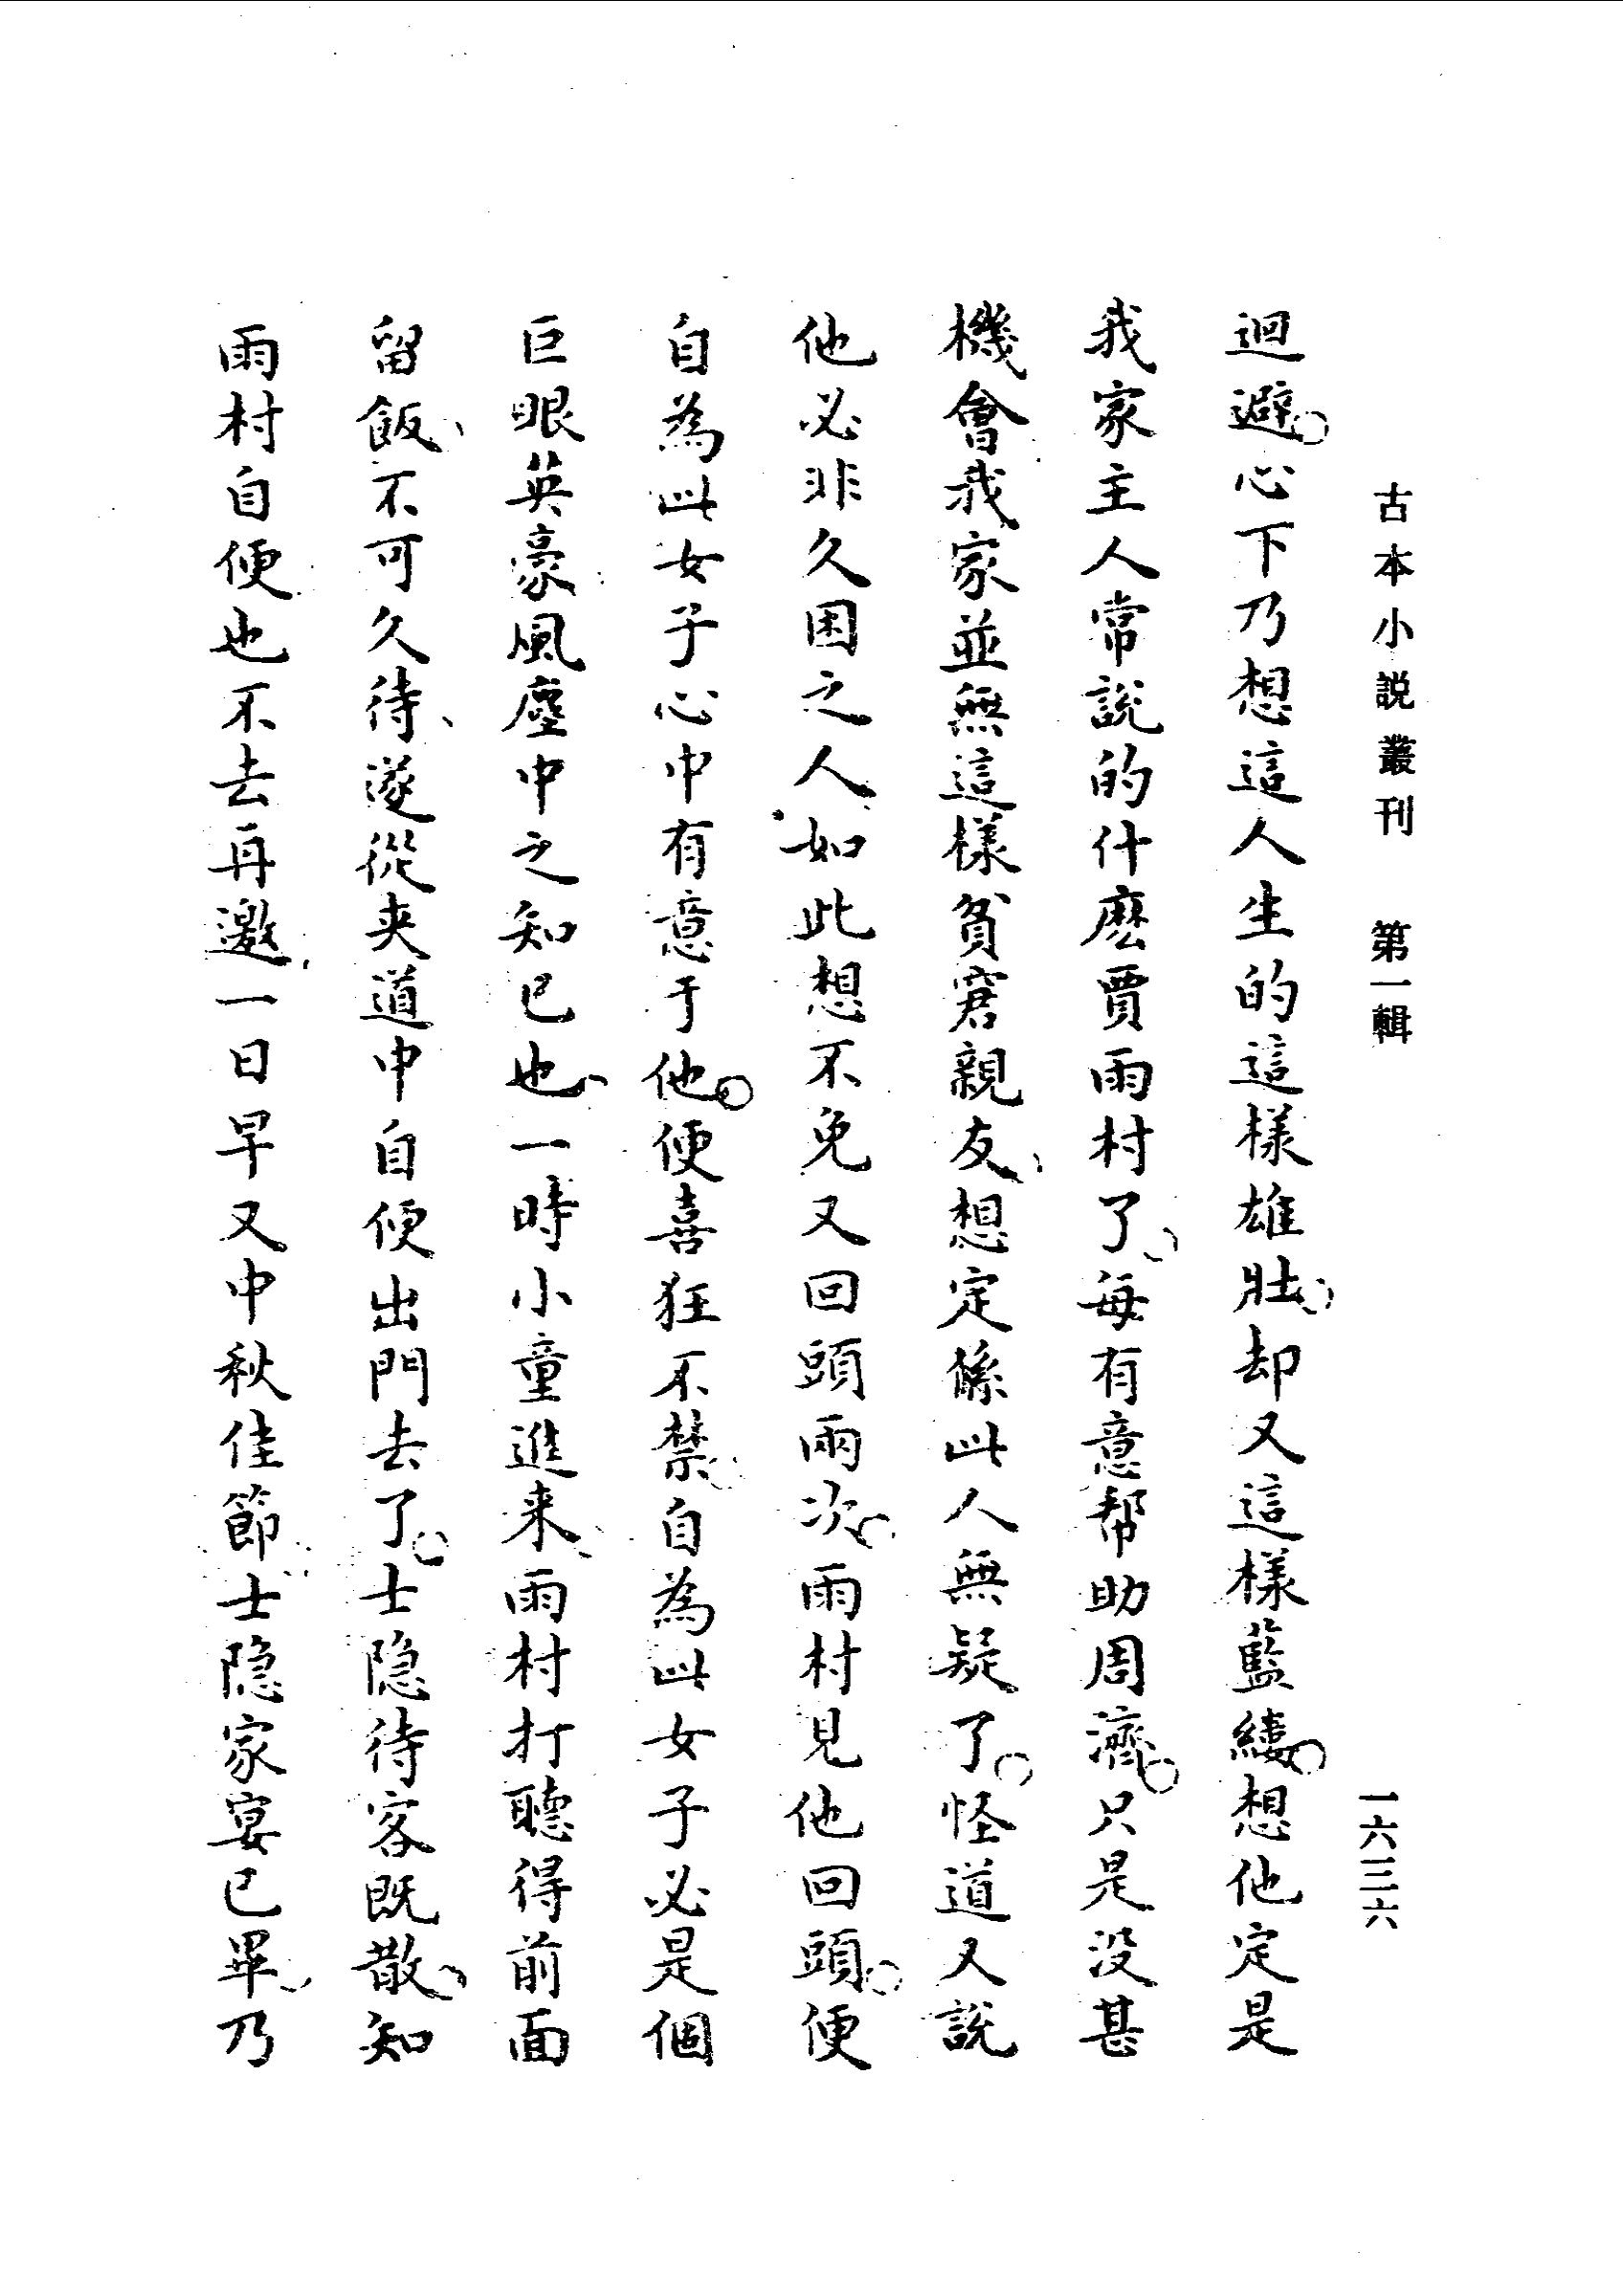 古本小説叢刊 第一輯
一六三六
迴避心下乃想這人生的這樣雄壯却又這樣藍縷想他定是
我家主人常說的什麽賈雨村了每有意帮助周濟只是没甚
機會我家並無這樣貧窘親友想定係此人無疑了怪道又說
他必非久困之人如此想不免又回頭兩次雨村見他回頭便
自為此女子心中有意于他便喜狂不禁自為此女子必是個
巨眼英豪風塵中之知已也一時小童進来雨村打聽得前面
留飯不可久待遂從夹道中自便出門去了士隐待客既散知
雨村自便也不去再邀一日早又中秋佳節士隐家宴已畢乃